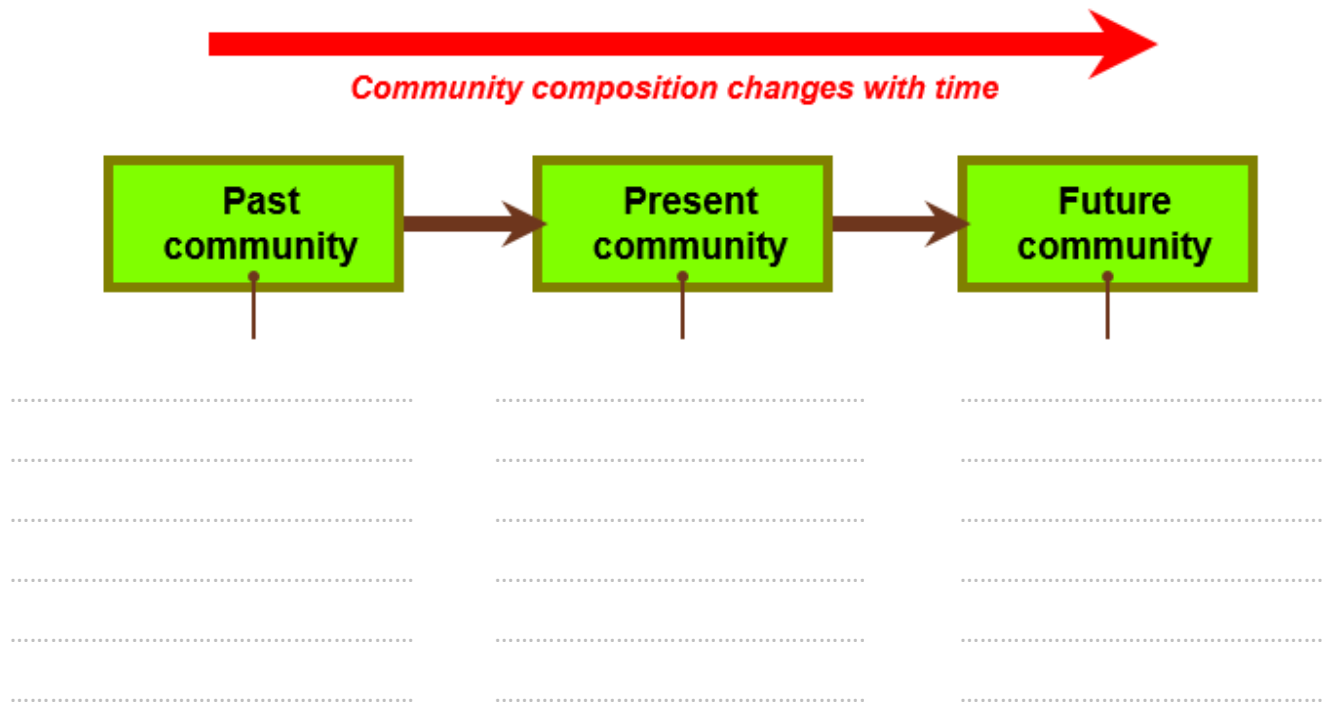 Community composition changes with time
Past
community
Present
community
Future
community